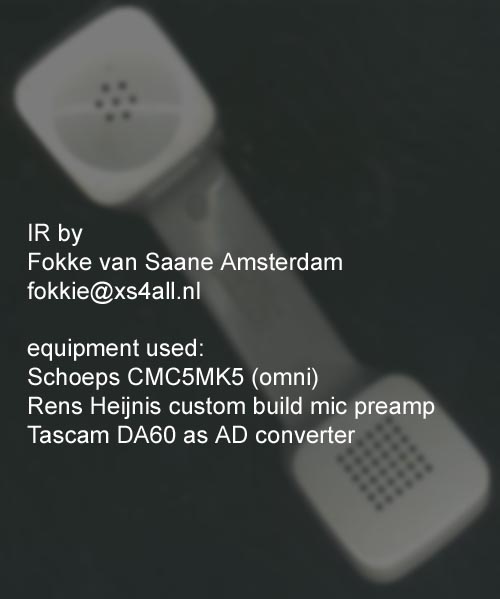 IR by
Fokke van Saane Amsterdam
fokkie@xs4all.nl
equipment used:
Schoeps CMC5MK5 (omni)
Rens Heijnis custom build mic preamp
Tascam DA60 as AD converter